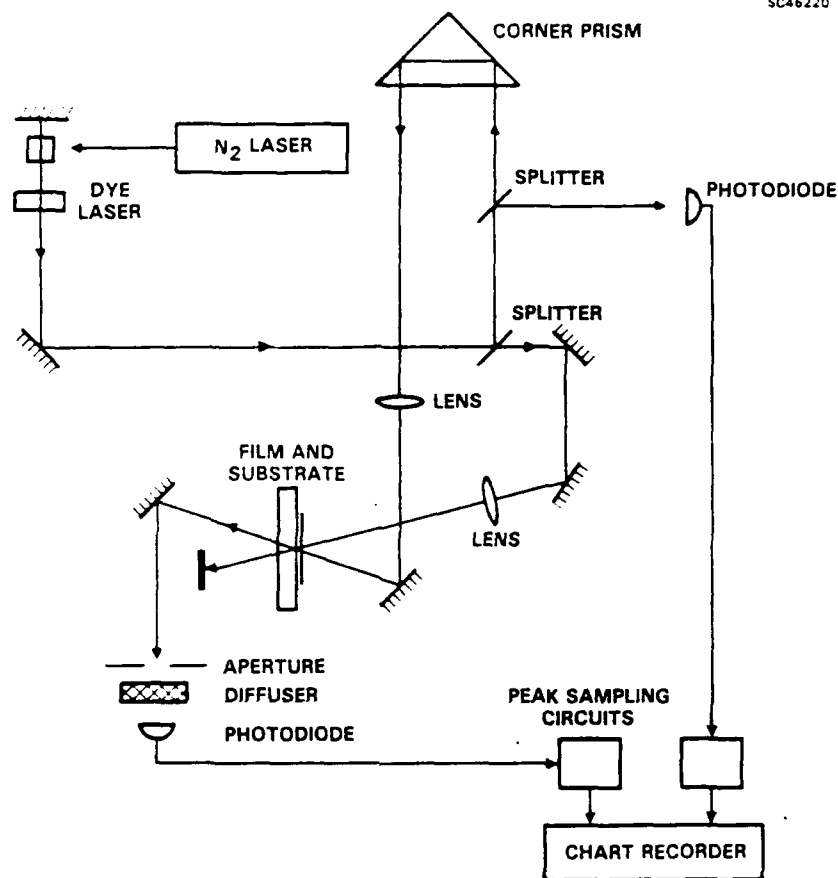 SC46220
CORNER PRISM
N2 LASER
DYE
LASER
SPLITTER
PHOTODIODE
SPLITTER
LENS
FILM AND
SUBSTRATE
LENS
APERTURE
DIFFUSER
PHOTODIODE
PEAK SAMPLING
CIRCUITS
CHART RECORDER